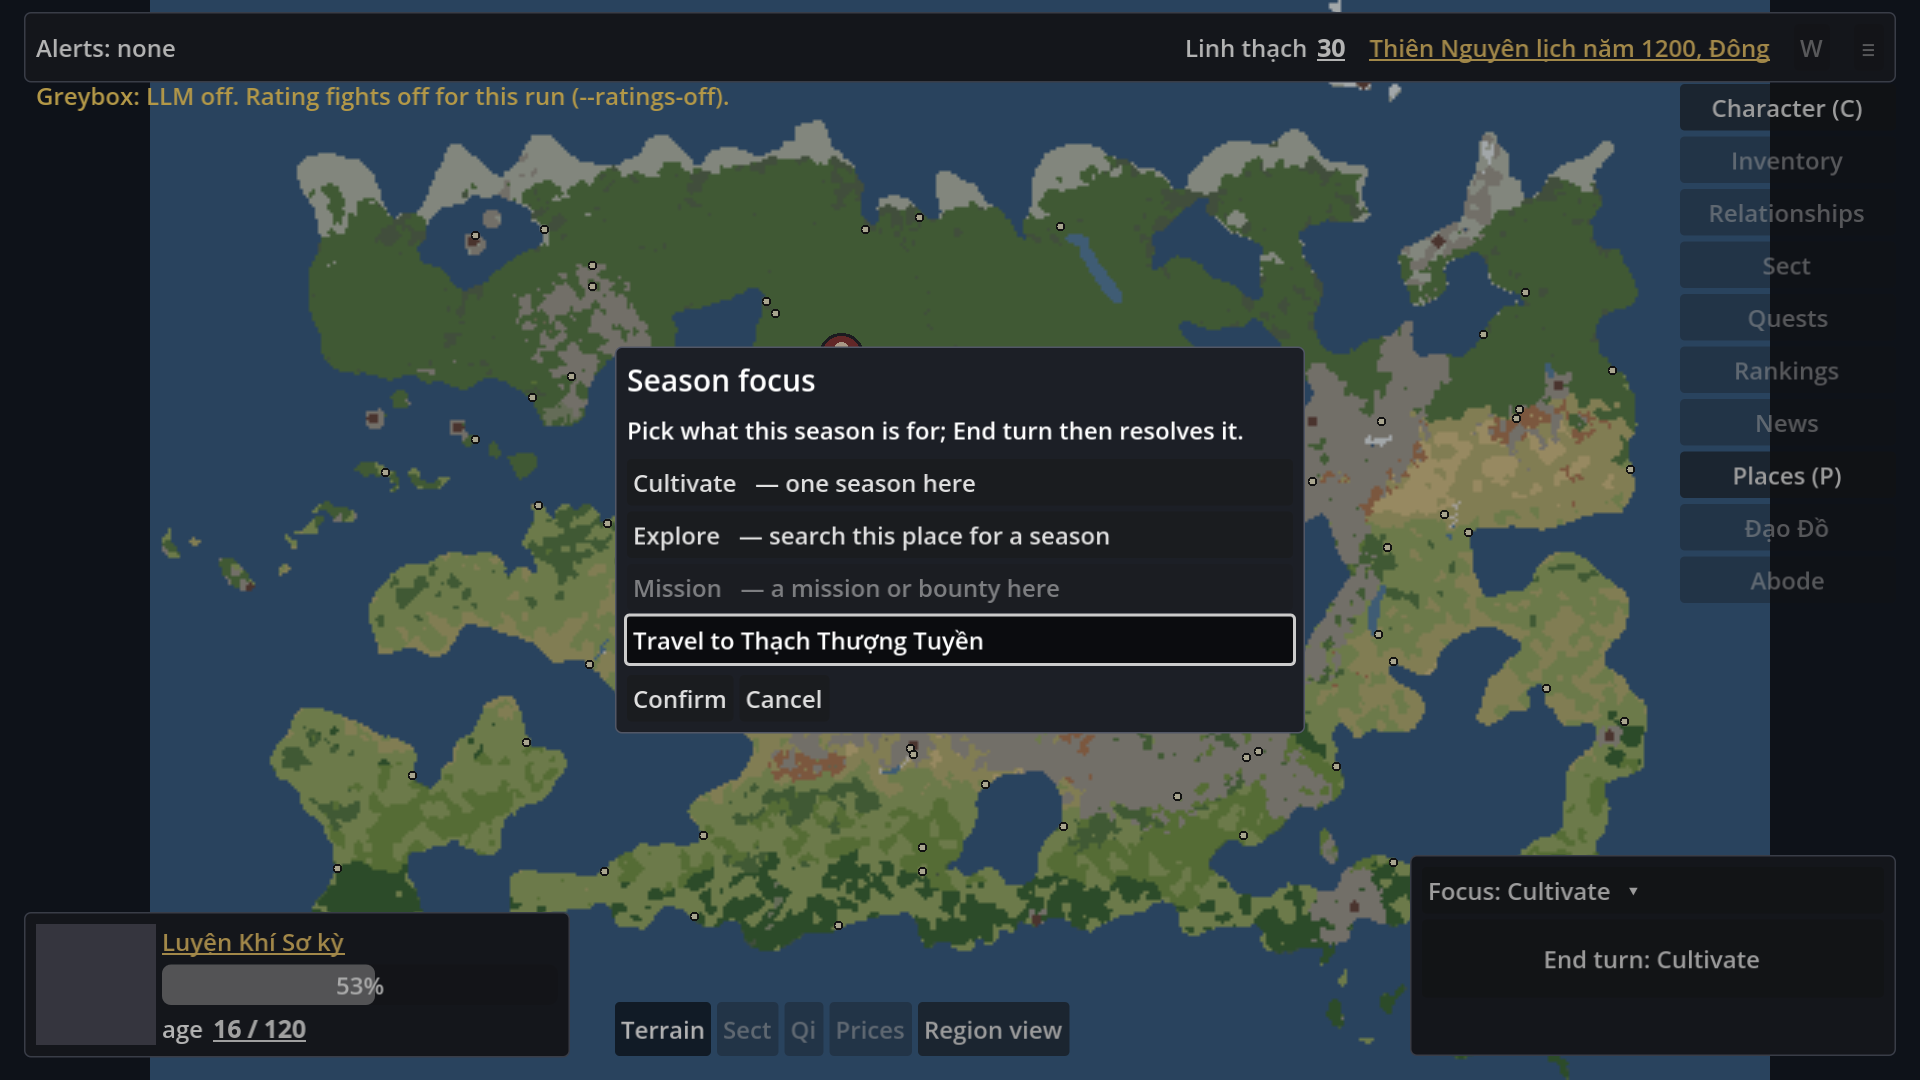 Alerts: none
Linh thạch 30 Thiên Nguyên lịch năm 1200, Đông W ≡
Greybox: LLM off. Rating fights off for this run (--ratings-off).
Character (C)
Inventory
Relationships
Sect
Quests
Rankings
News
Places (P)
Đạo Đồ
Abode
Season focus
Pick what this season is for; End turn then resolves it.
Cultivate — one season here
Explore — search this place for a season
Mission — a mission or bounty here
Travel to Thạch Thượng Tuyền
Confirm Cancel
Luyện Khí Sơ kỳ
53%
age 16 / 120
Terrain Sect Qi Prices Region view
Focus: Cultivate ▾
End turn: Cultivate